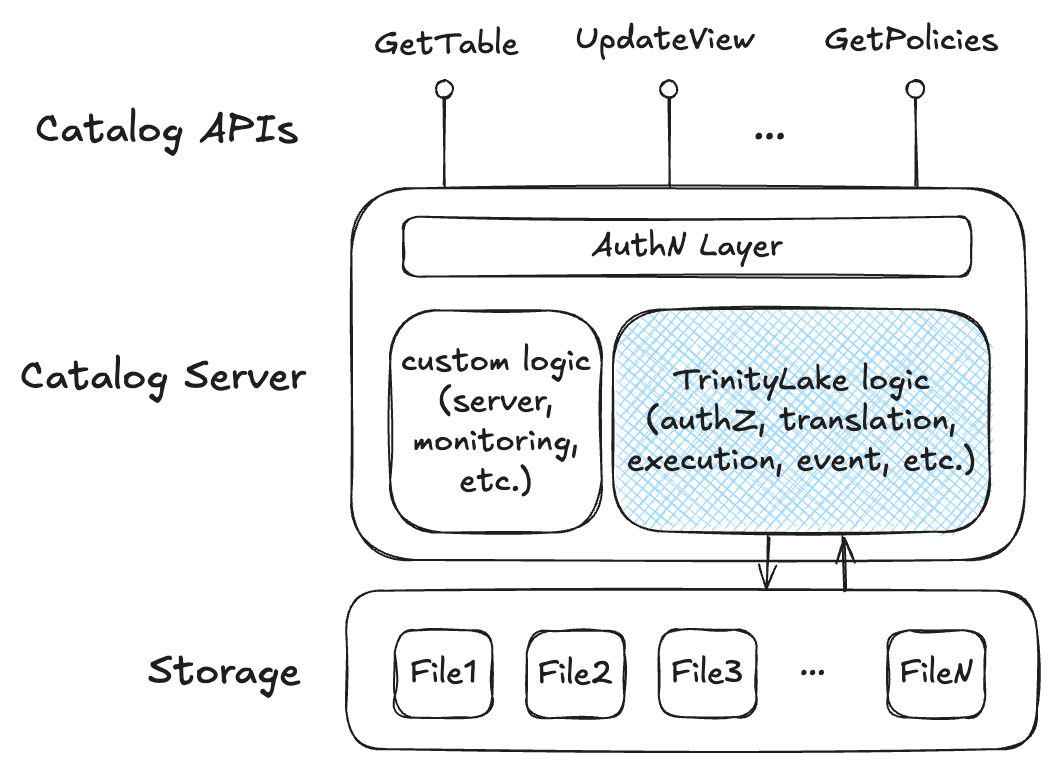 GetTable
UpdateView
GetPolicies
Catalog APIs
...
AuthN Layer
Catalog Server
custom logic
(server,
monitoring,
etc.)
TrinityLake logic
(authZ, translation,
execution, event, etc.)
Storage
File1
File2
File3
...
FileN